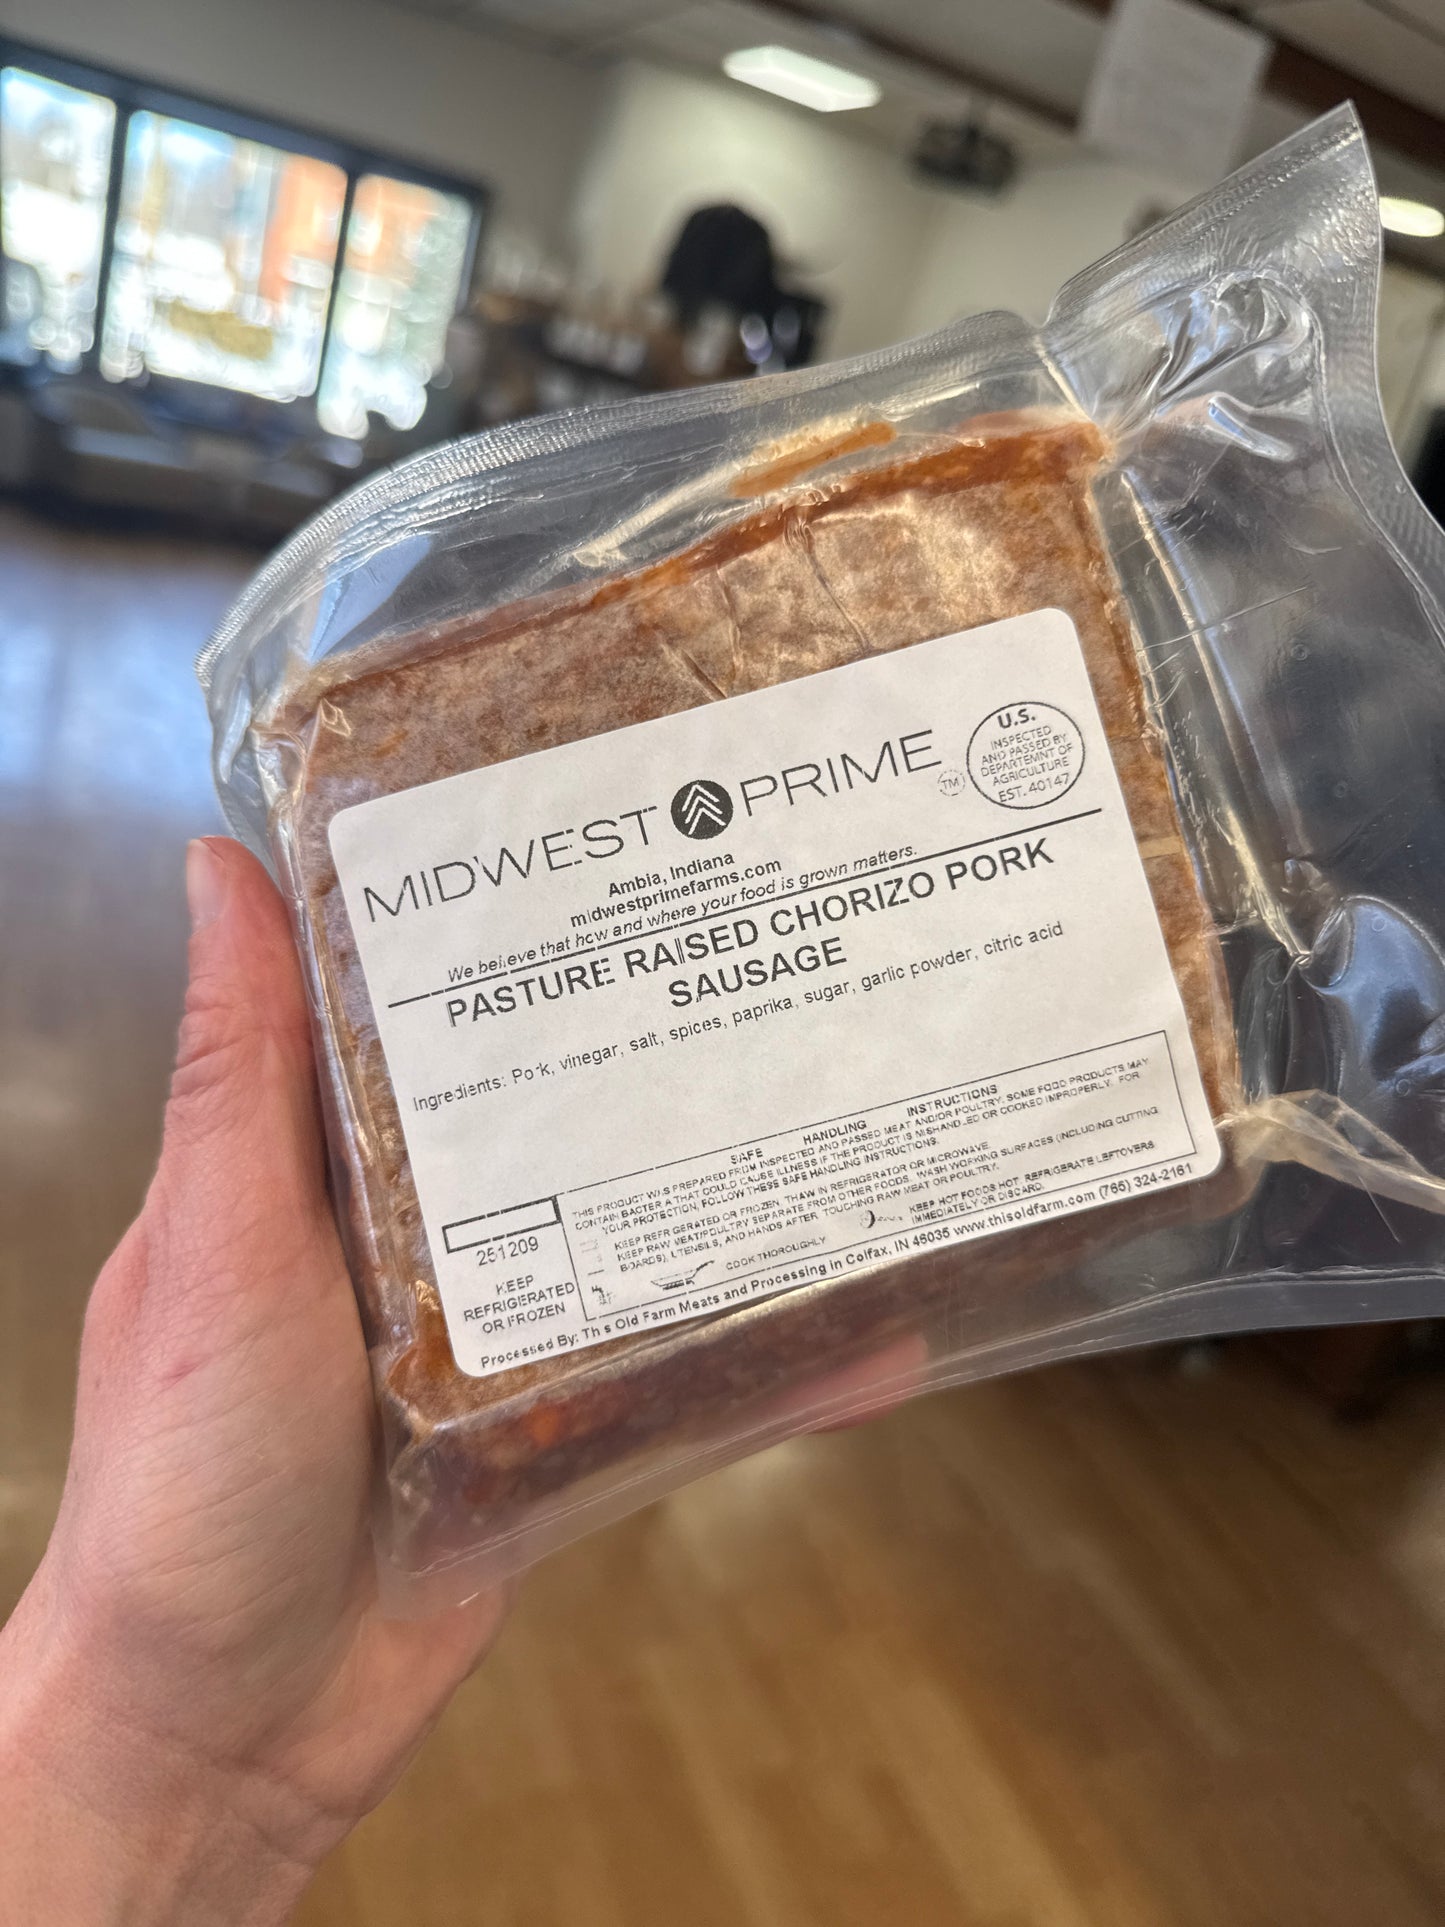 MIDWEST PRIME
TM
U.S.
INSPECTED
AND PASSED BY
DEPARTEMNT OF
AGRICULTURE
EST. 40147
Ambia, Indiana
midwestprimefarms.com
We believe that how and where your food is grown matters.
PASTURE RAISED CHORIZO PORK
SAUSAGE
Ingredients: Pork, vinegar, salt, spices, paprika, sugar, garlic powder, citric acid
SAFE HANDLING INSTRUCTIONS
THIS PRODUCT WAS PREPARED FROM INSPECTED AND PASSED MEAT AND/OR POULTRY. SOME FOOD PRODUCTS MAY
CONTAIN BACTERIA THAT COULD CAUSE ILLNESS IF THE PRODUCT IS MISHANDLED OR COOKED IMPROPERLY. FOR
YOUR PROTECTION, FOLLOW THESE SAFE HANDLING INSTRUCTIONS.
KEEP REFRIGERATED OR FROZEN. THAW IN REFRIGERATOR OR MICROWAVE.
KEEP RAW MEAT/POULTRY SEPARATE FROM OTHER FOODS. WASH WORKING SURFACES (INCLUDING CUTTING
BOARDS), UTENSILS, AND HANDS AFTER TOUCHING RAW MEAT OR POULTRY.
COOK THOROUGHLY
KEEP HOT FOODS HOT. REFRIGERATE LEFTOVERS
IMMEDIATELY OR DISCARD.
251209
KEEP
REFRIGERATED
OR FROZEN
Processed By: This Old Farm Meats and Processing in Colfax, IN 46035 www.thisoldfarm.com (765) 324-2161